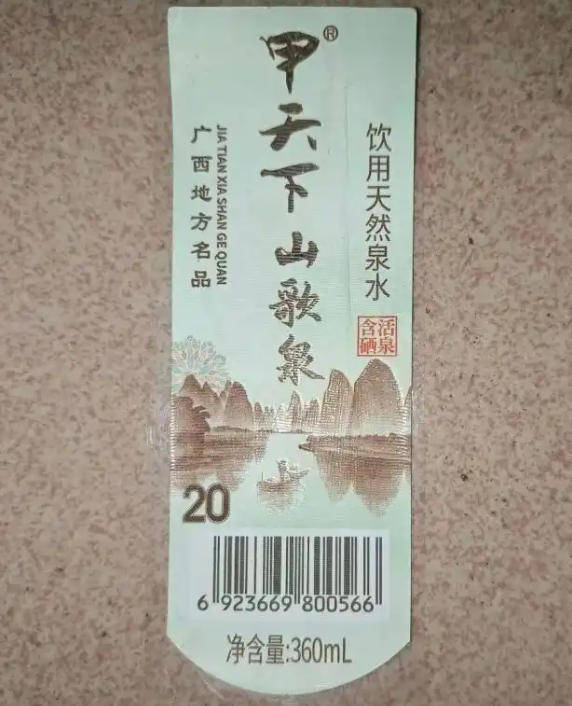 甲天下山歌泉®
JIA TIAN XIA SHAN GE QUAN
广西地方名品
饮用天然泉水
活泉
含硒
20
6 923669 800566
净含量:360mL